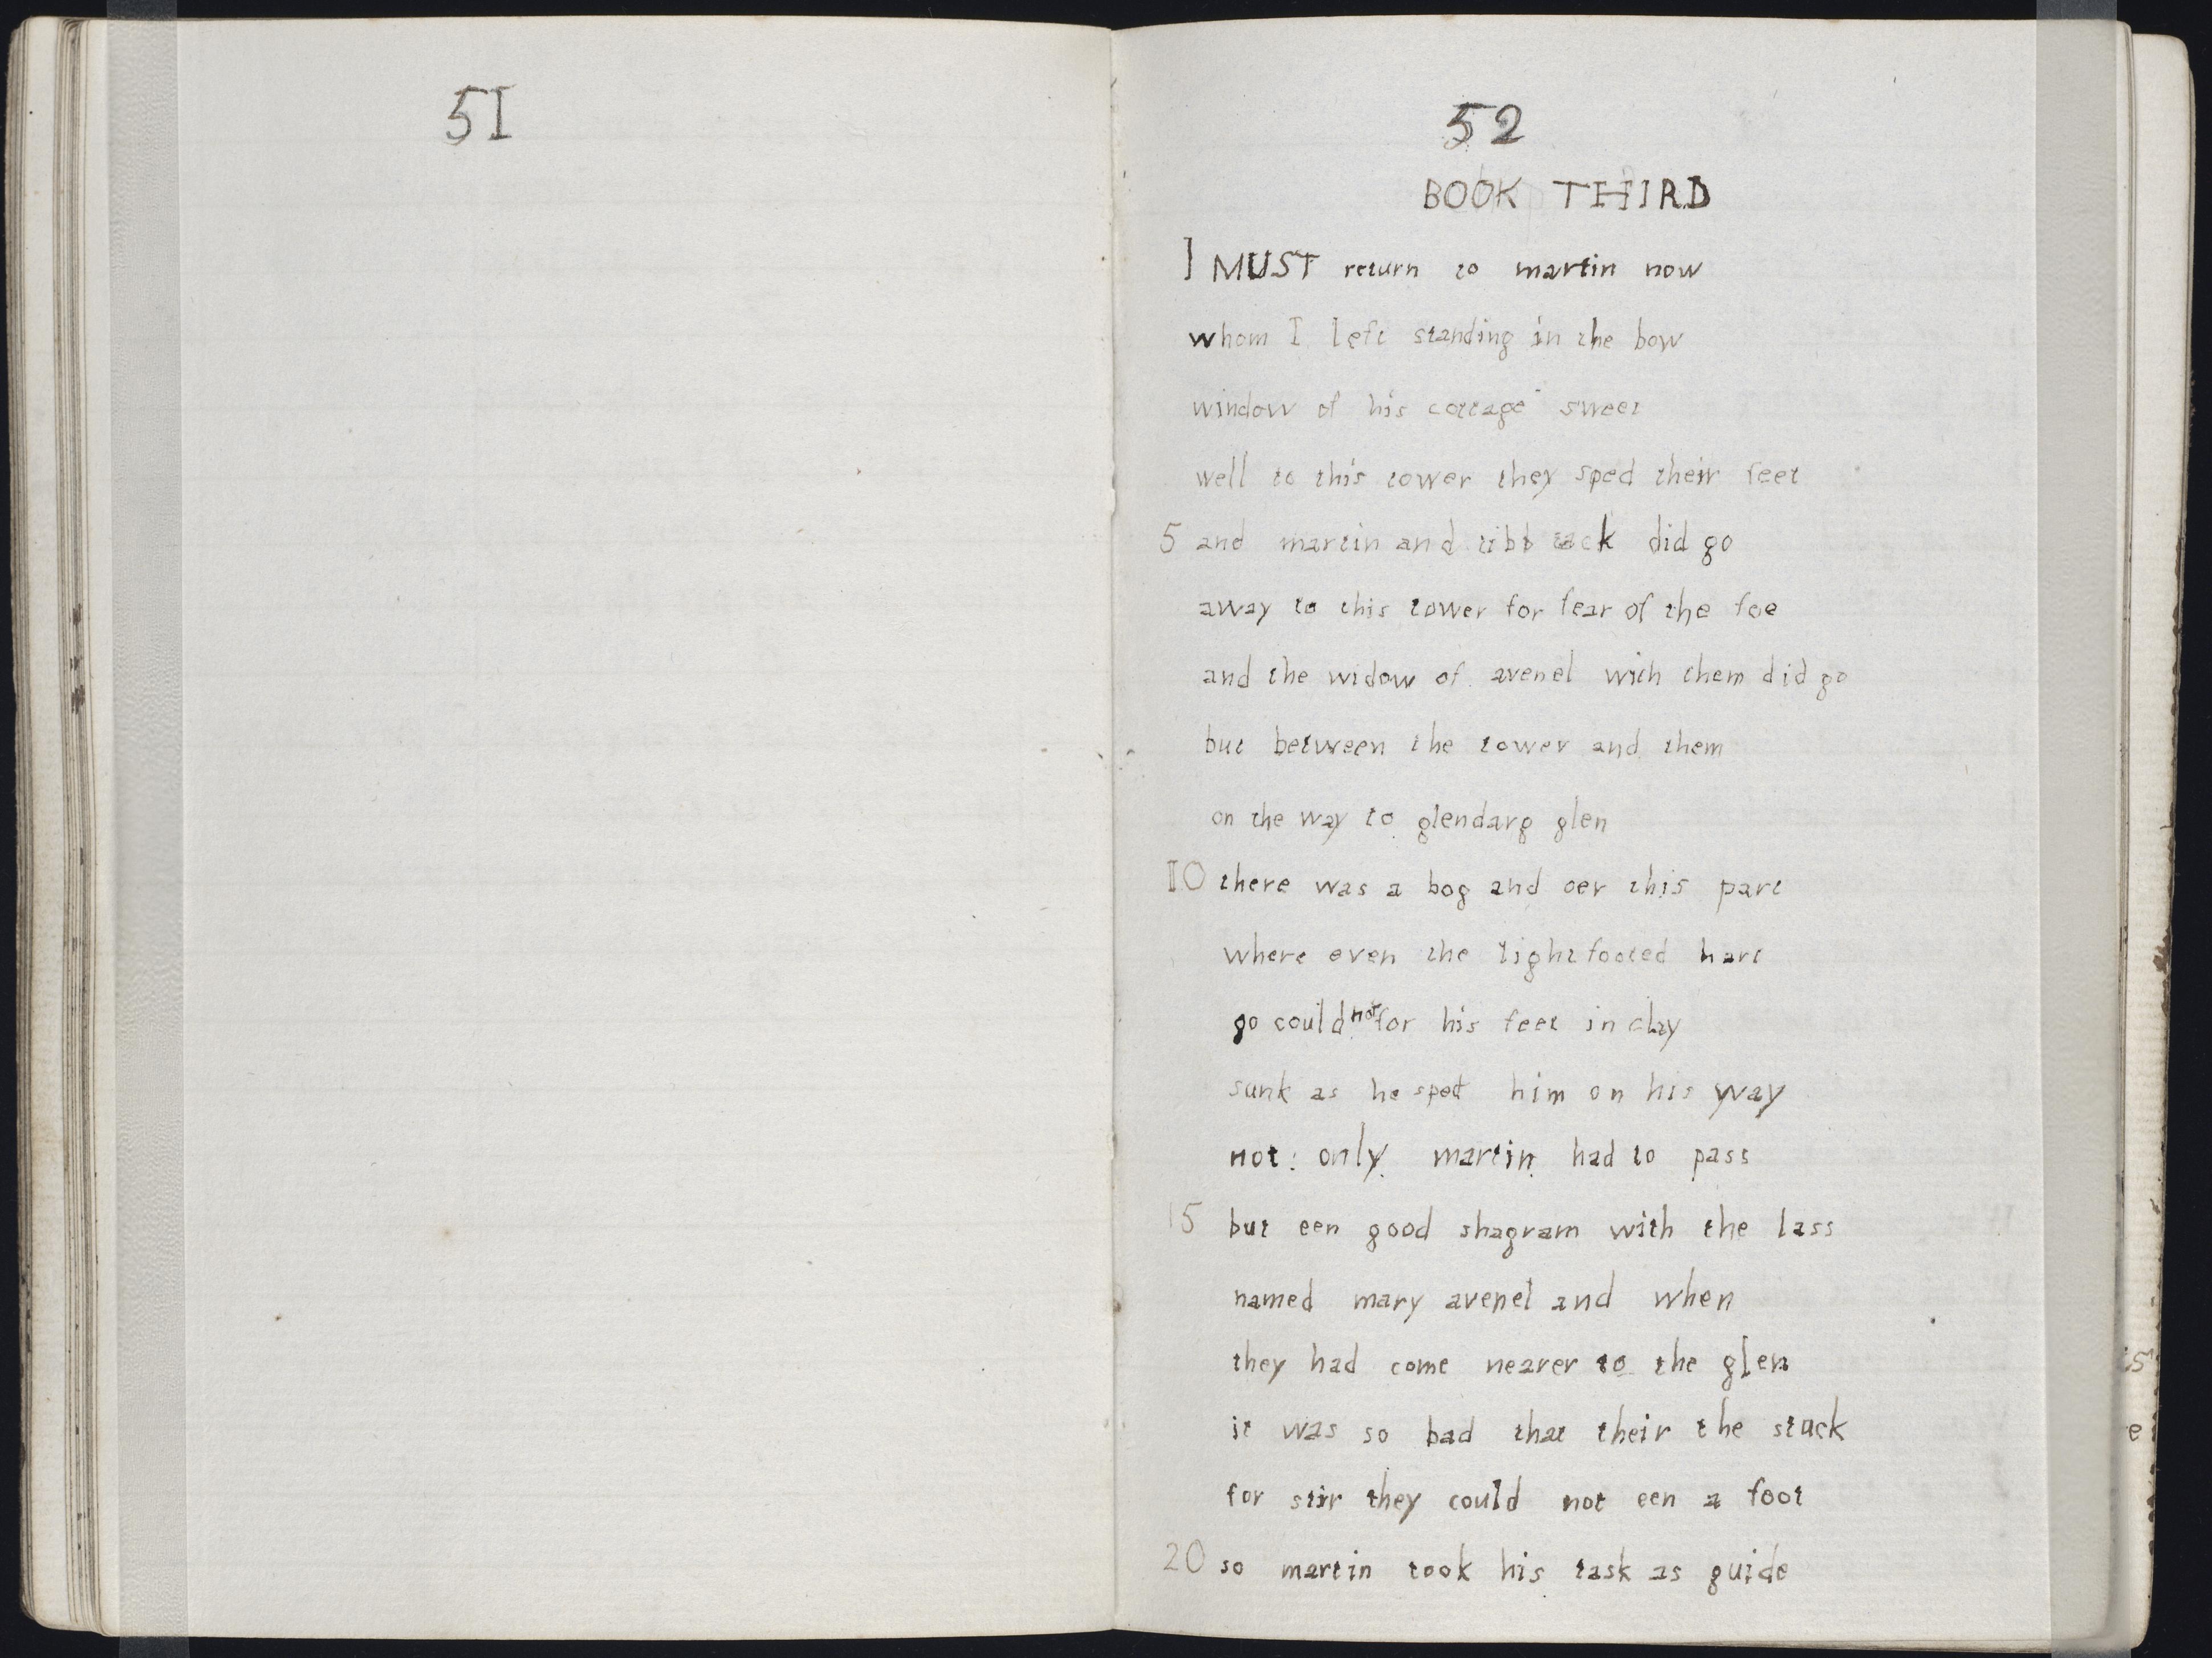 51
52
BOOK THIRD
I MUST return to martin now
whom I left standing in the bow
window of his cottage sweet
well to this tower they sped their feet
5 and martin and tibb tack did go
away to this tower for fear of the foe
and the widow of avenel with them did go
but between the tower and them
on the way to glendarg glen
10 there was a bog and oer this part
where even the lightfooted hart
go could not for his feet in clay
sunk as he sped him on his way
not only martin had to pass
15 but een good shagram with the lass
named mary avenel and when
they had come nearer to the glen
it was so bad that their the stuck
for stir they could not een a foot
20 so martin took his task as guide